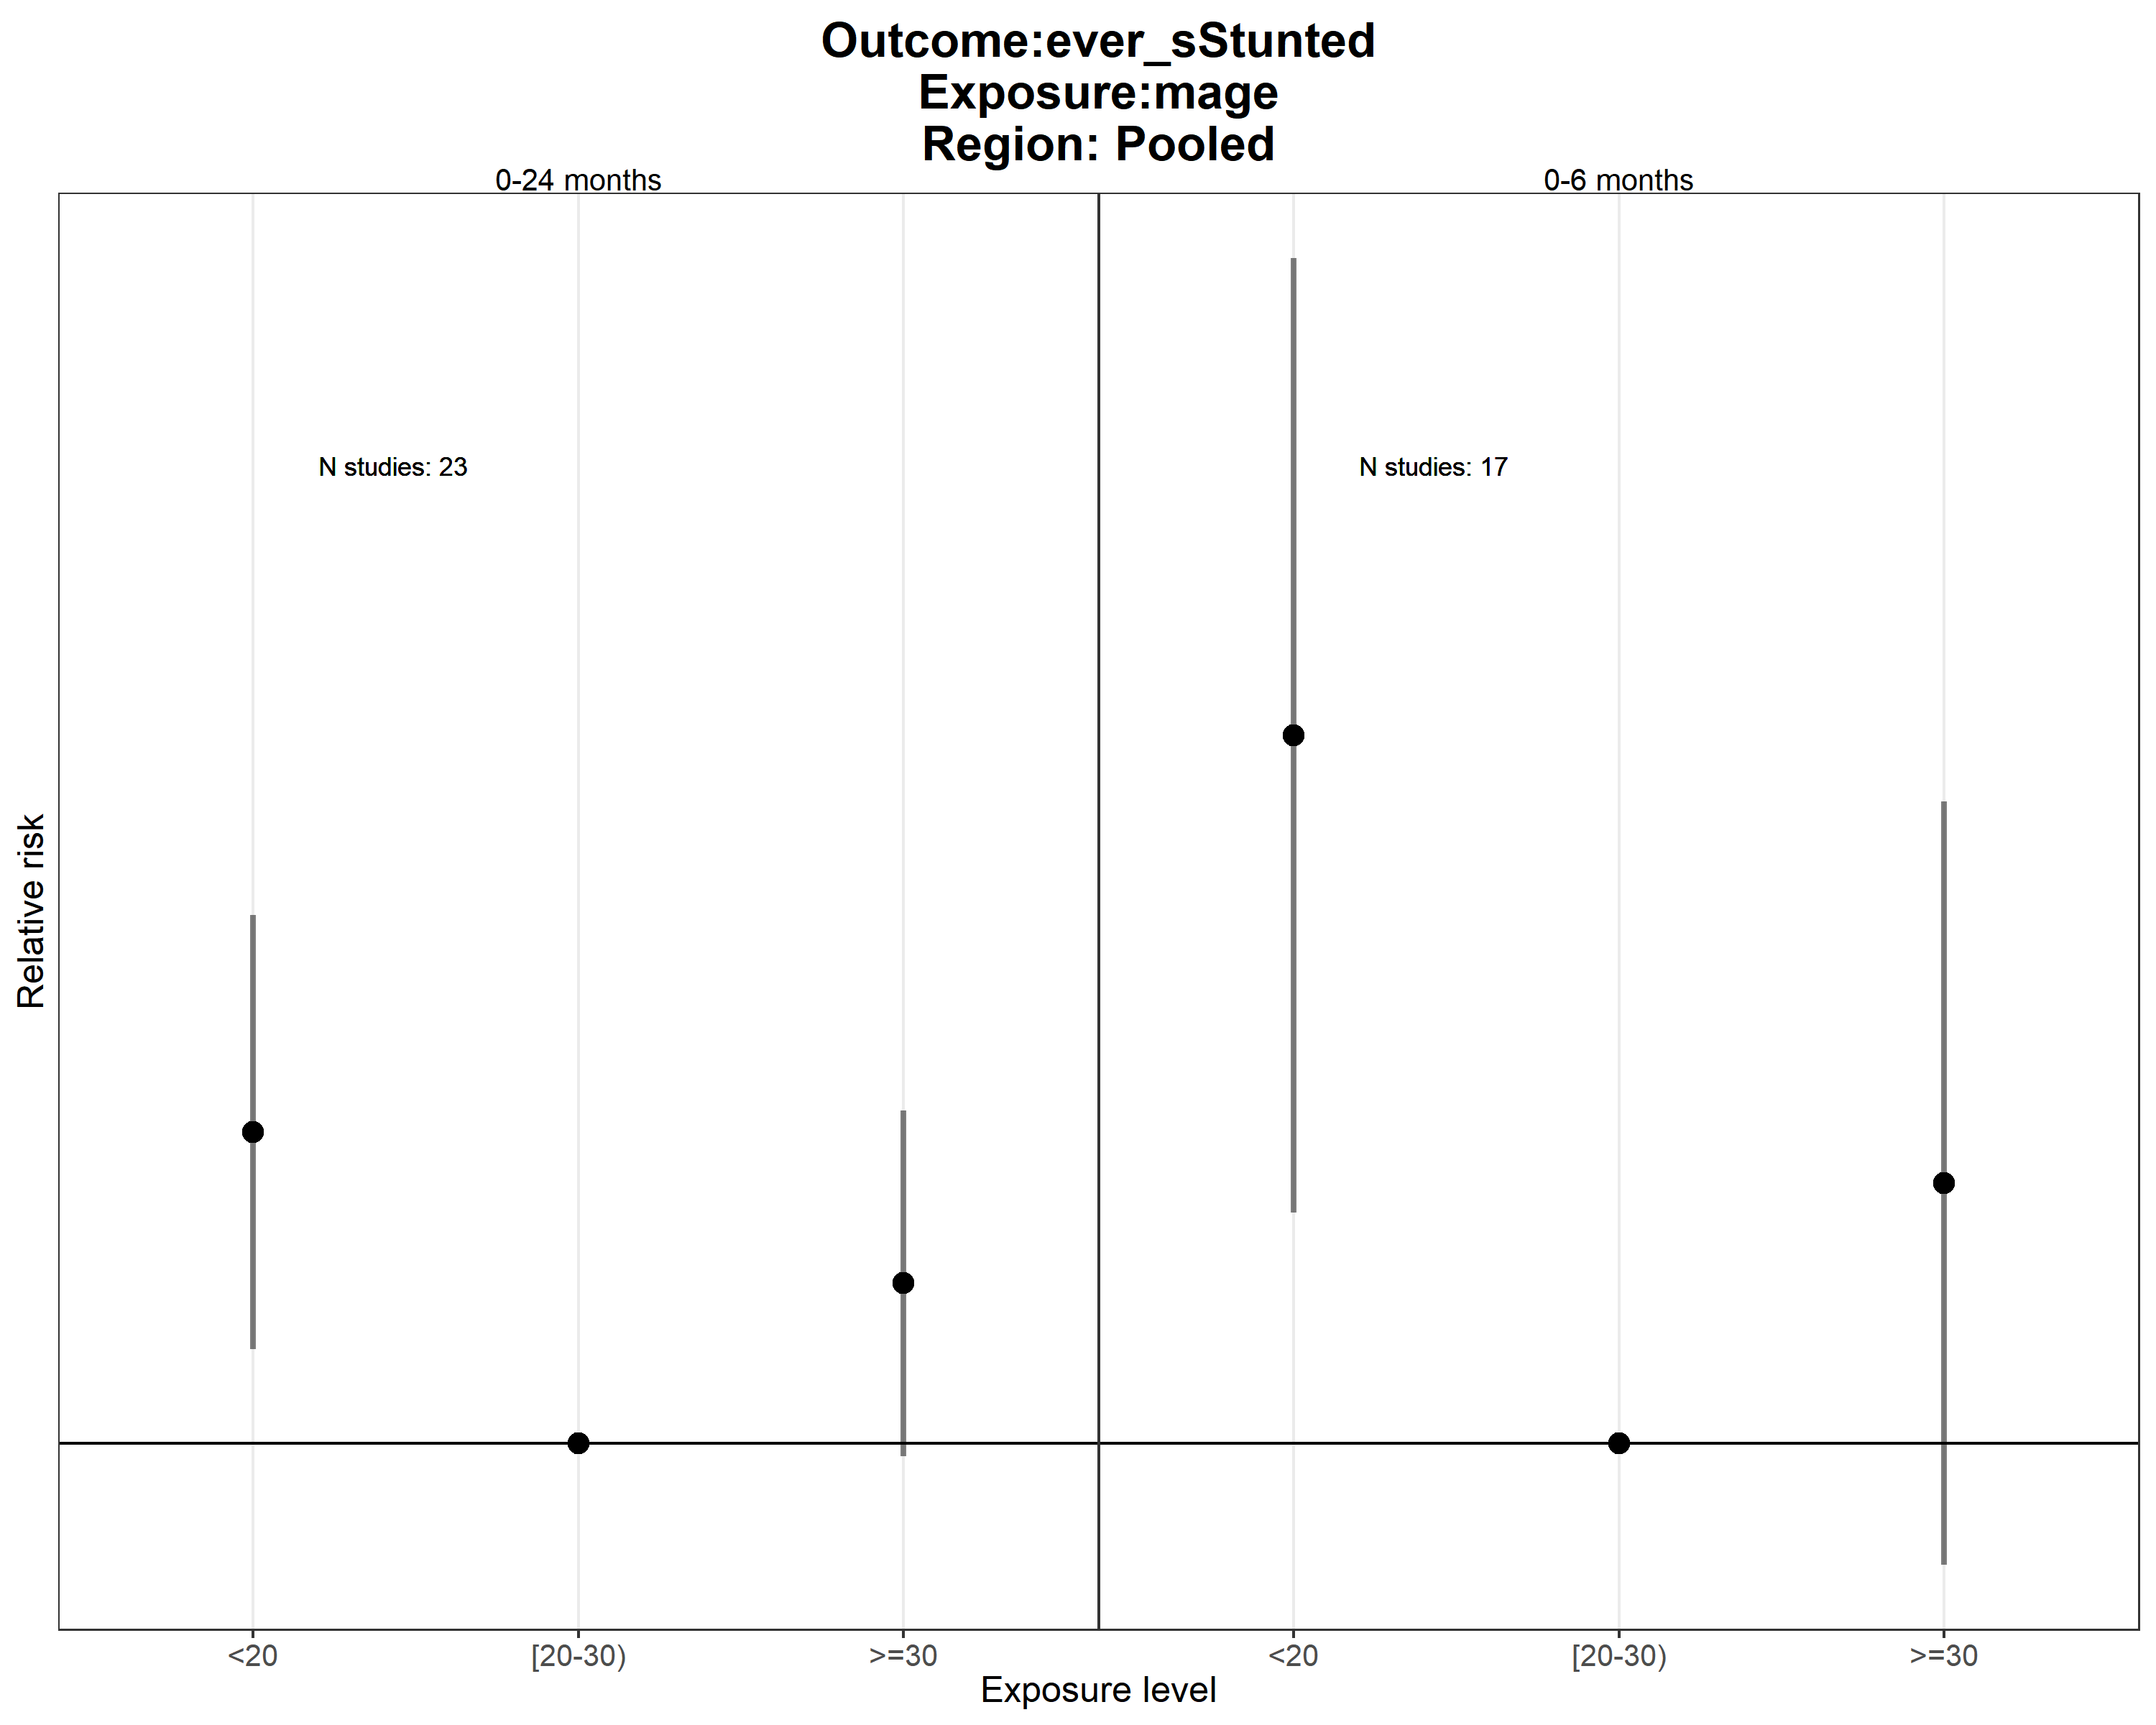 Outcome:ever_sStunted
Exposure:mage
Region: Pooled
0-24 months
0-6 months
N studies: 23
N studies: 17
Relative risk
<20
[20-30)
>=30
<20
[20-30)
>=30
Exposure level